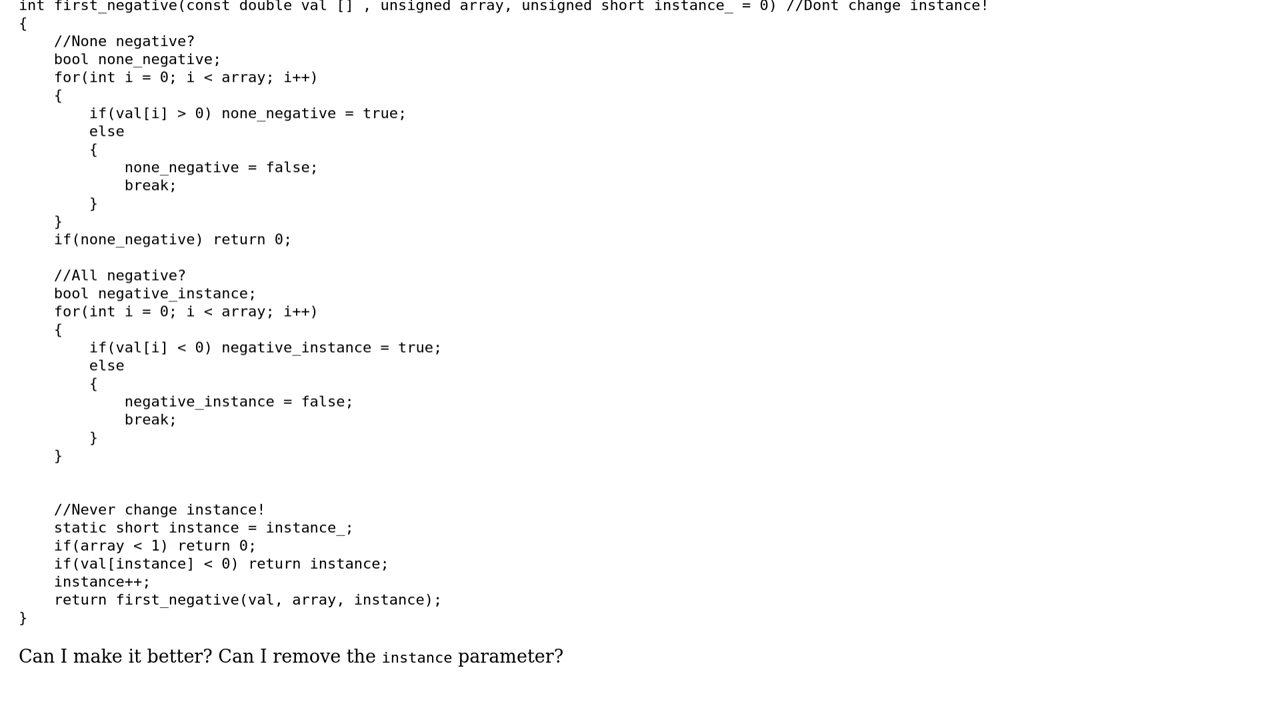 int first_negative(const double val [] , unsigned array, unsigned short instance_ = 0) //Dont change instance!
{
    //None negative?
    bool none_negative;
    for(int i = 0; i < array; i++)
    {
        if(val[i] > 0) none_negative = true;
        else
        {
            none_negative = false;
            break;
        }
    }
    if(none_negative) return 0;

    //All negative?
    bool negative_instance;
    for(int i = 0; i < array; i++)
    {
        if(val[i] < 0) negative_instance = true;
        else
        {
            negative_instance = false;
            break;
        }
    }


    //Never change instance!
    static short instance = instance_;
    if(array < 1) return 0;
    if(val[instance] < 0) return instance;
    instance++;
    return first_negative(val, array, instance);
}
Can I make it better? Can I remove the instance parameter?